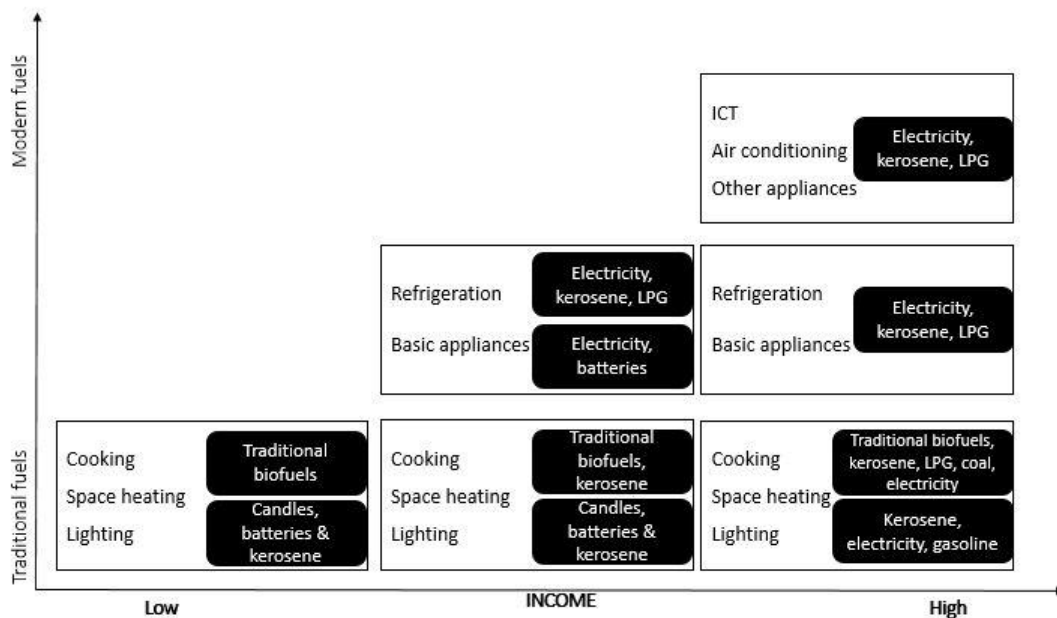 Modern fuels
ICT
Air conditioning
Other appliances
Electricity,
kerosene, LPG
Refrigeration
Basic appliances
Electricity,
kerosene, LPG
Electricity,
batteries
Refrigeration
Basic appliances
Electricity,
kerosene, LPG
Traditional fuels
Cooking
Space heating
Lighting
Traditional
biofuels
Candles,
batteries &
kerosene
Cooking
Space heating
Lighting
Traditional
biofuels,
kerosene
Candles,
batteries &
kerosene
Cooking
Space heating
Lighting
Traditional biofuels,
kerosene, LPG, coal,
electricity
Kerosene,
electricity, gasoline
Low
INCOME
High